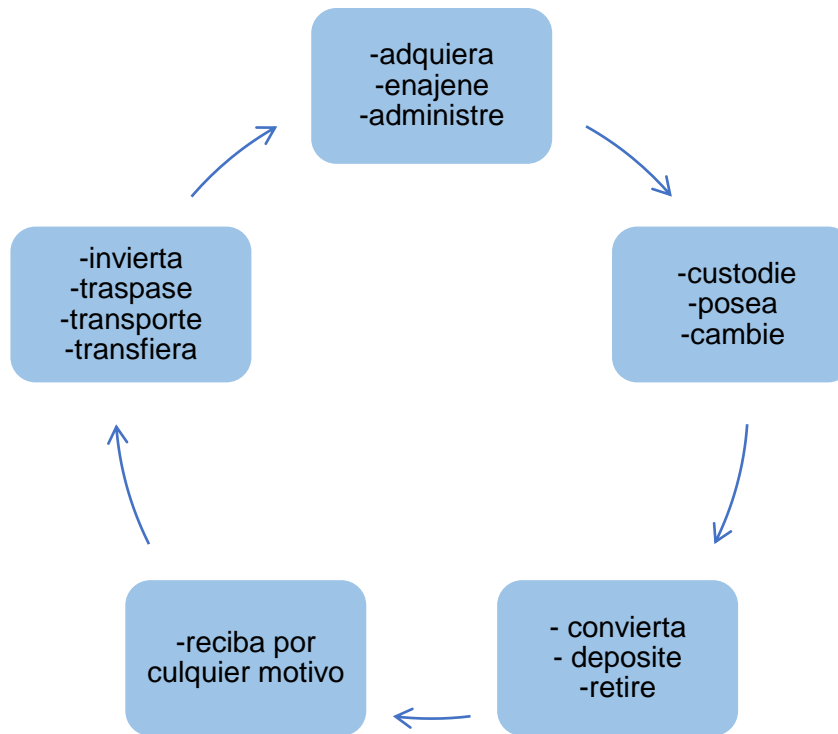 -adquiera
-enajene
-administre
-custodie
-posea
-cambie
- convierta
- deposite
-retire
-reciba por
culquier motivo
-invierta
-traspase
-transporte
-transfiera